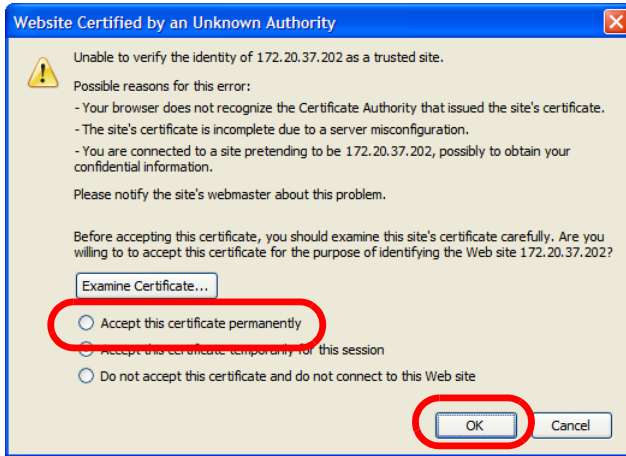 Website Certified by an Unknown Authority
Unable to verify the identity of 172.20.37.202 as a trusted site.
Possible reasons for this error:
- Your browser does not recognize the Certificate Authority that issued the site's certificate.
- The site's certificate is incomplete due to a server misconfiguration.
- You are connected to a site pretending to be 172.20.37.202, possibly to obtain your
confidential information.
Please notify the site's webmaster about this problem.
Before accepting this certificate, you should examine this site's certificate carefully. Are you
willing to to accept this certificate for the purpose of identifying the Web site 172.20.37.202?
Examine Certificate...
Accept this certificate permanently
Accept this certificate temporarily for this session
Do not accept this certificate and do not connect to this Web site
OK
Cancel